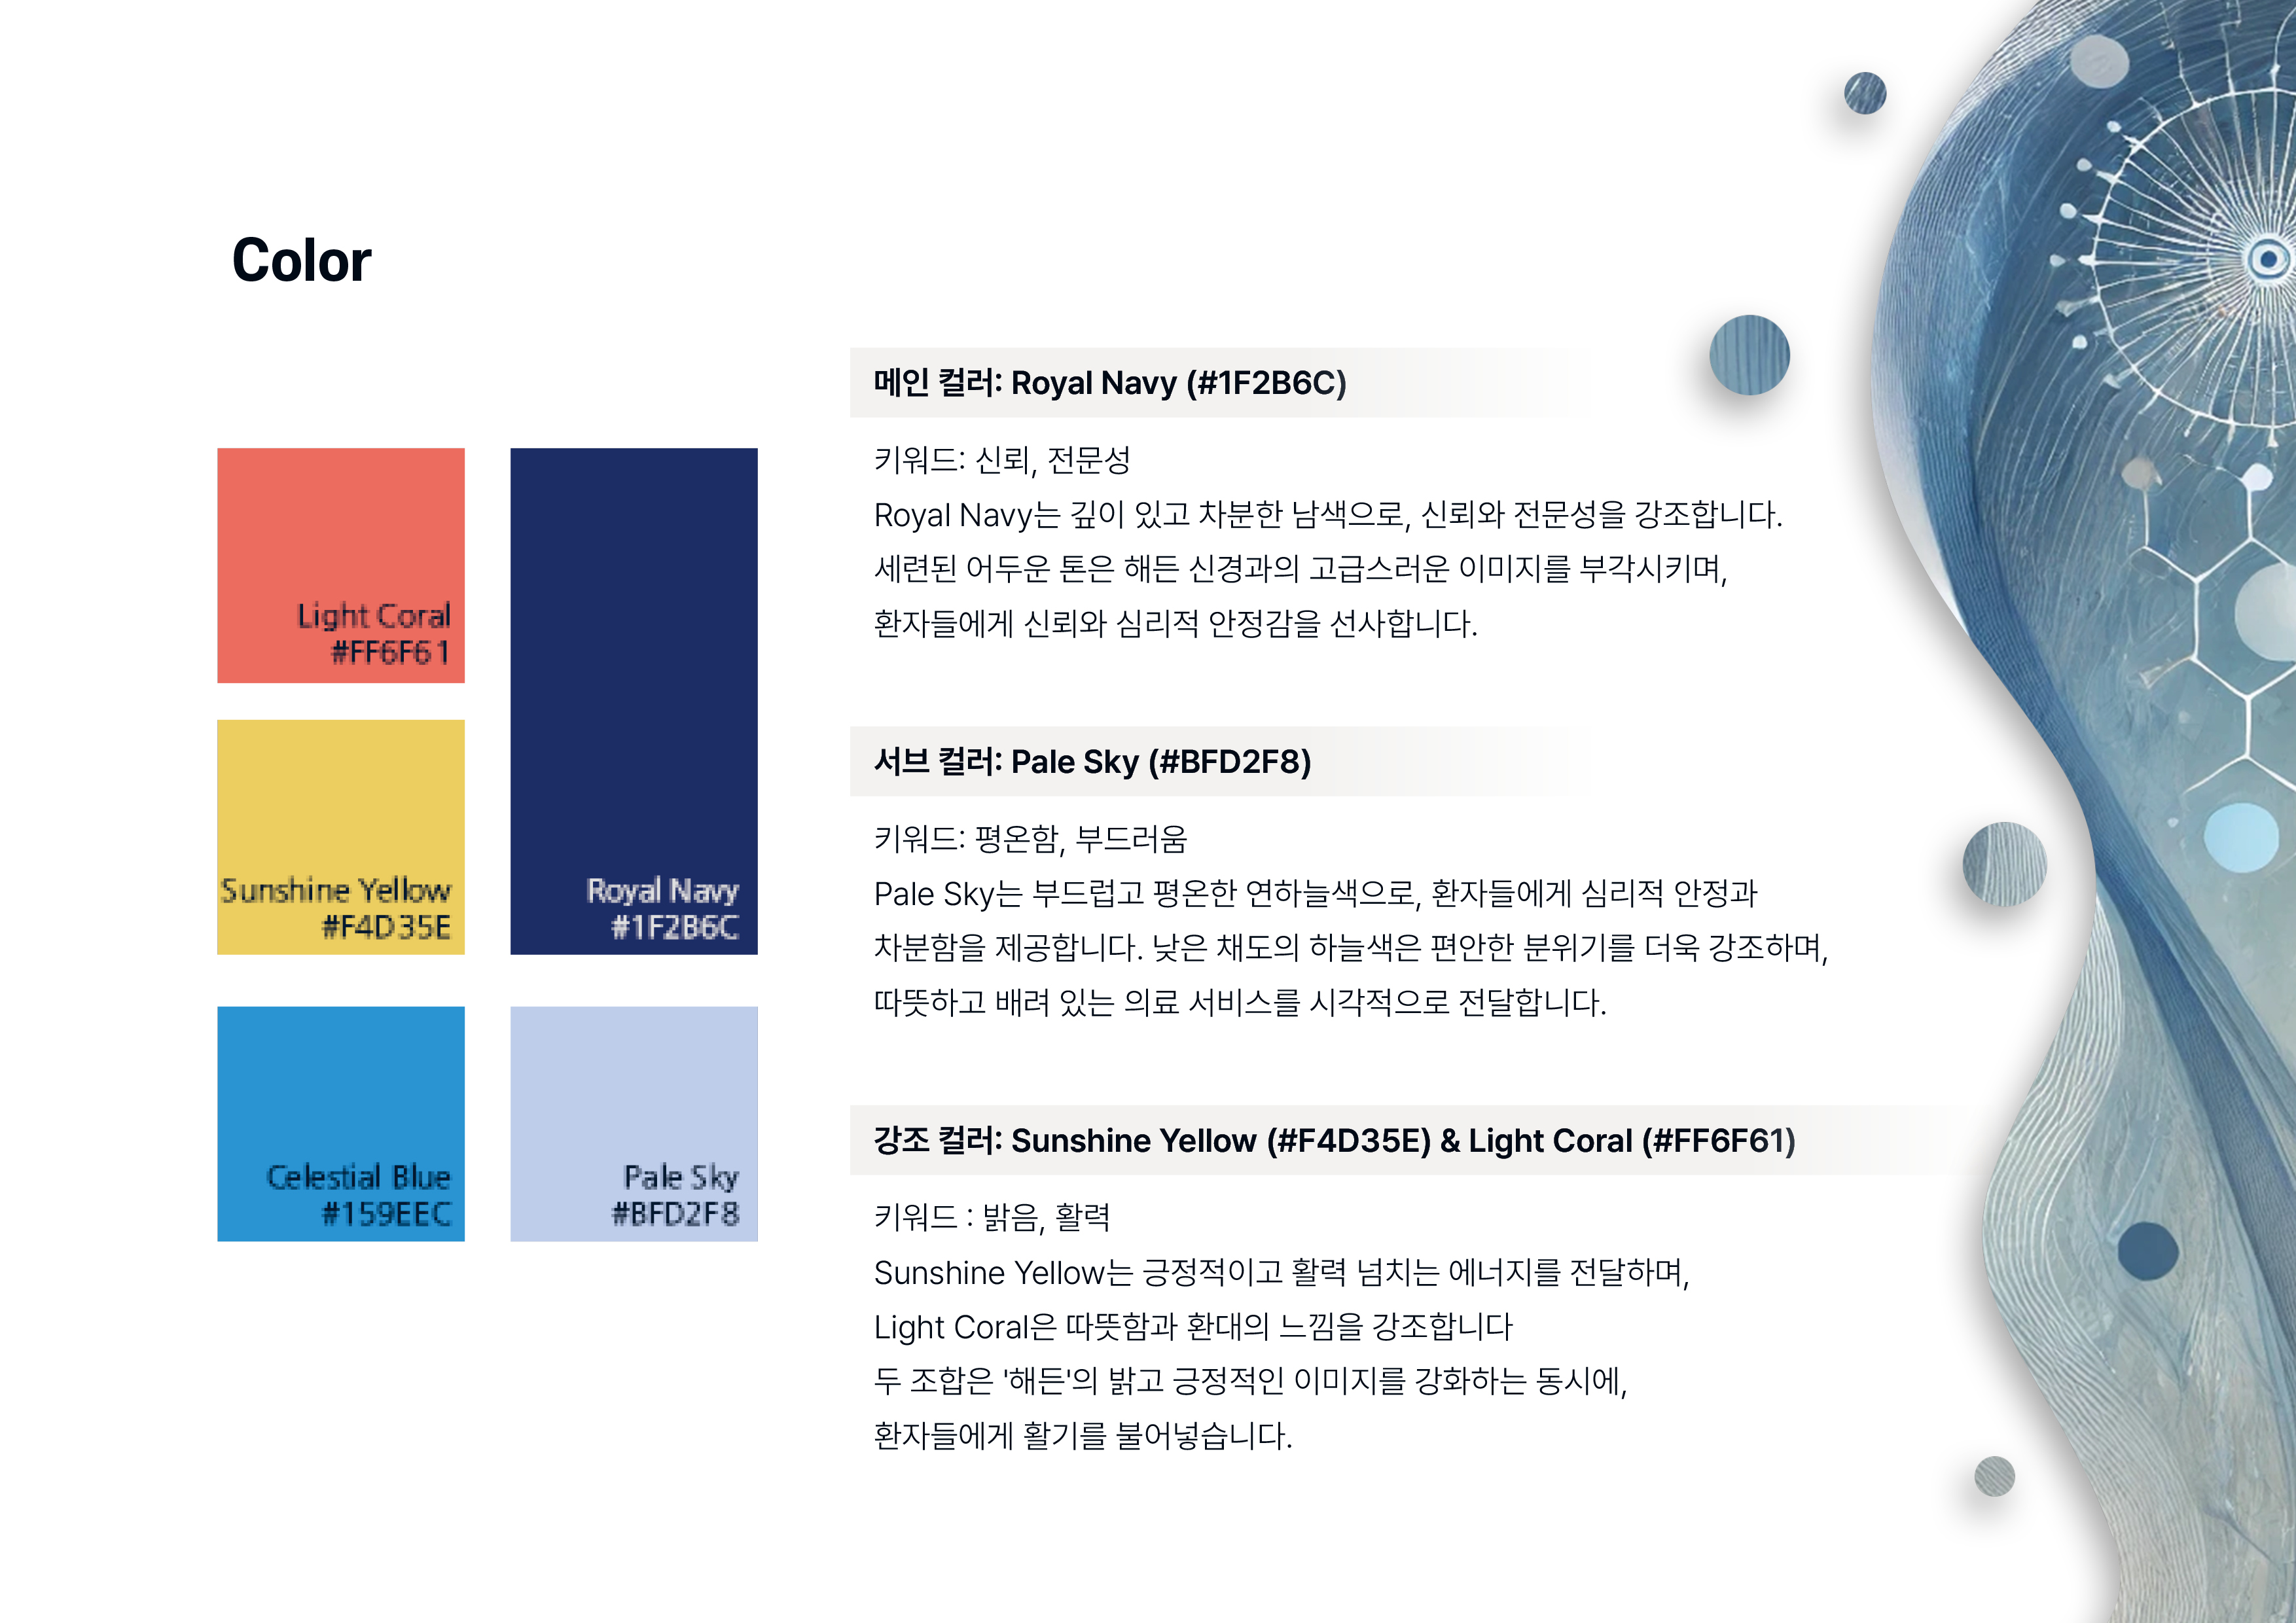 Color
Light Coral
#FF6F61
Sunshine Yellow
#F4D35E
Celestial Blue
#159EEC
Royal Navy
#1F2B6C
Pale Sky
#BFD2F8
메인 컬러: Royal Navy (#1F2B6C)
키워드: 신뢰, 전문성
Royal Navy는 깊이 있고 차분한 남색으로, 신뢰와 전문성을 강조합니다.
세련된 어두운 톤은 해든 신경과의 고급스러운 이미지를 부각시키며,
환자들에게 신뢰와 심리적 안정감을 선사합니다.
서브 컬러: Pale Sky (#BFD2F8)
키워드: 평온함, 부드러움
Pale Sky는 부드럽고 평온한 연하늘색으로, 환자들에게 심리적 안정과
차분함을 제공합니다. 낮은 채도의 하늘색은 편안한 분위기를 더욱 강조하며,
따뜻하고 배려 있는 의료 서비스를 시각적으로 전달합니다.
강조 컬러: Sunshine Yellow (#F4D35E) & Light Coral (#FF6F61)
키워드 : 밝음, 활력
Sunshine Yellow는 긍정적이고 활력 넘치는 에너지를 전달하며,
Light Coral은 따뜻함과 환대의 느낌을 강조합니다
두 조합은 '해든'의 밝고 긍정적인 이미지를 강화하는 동시에,
환자들에게 활기를 불어넣습니다.